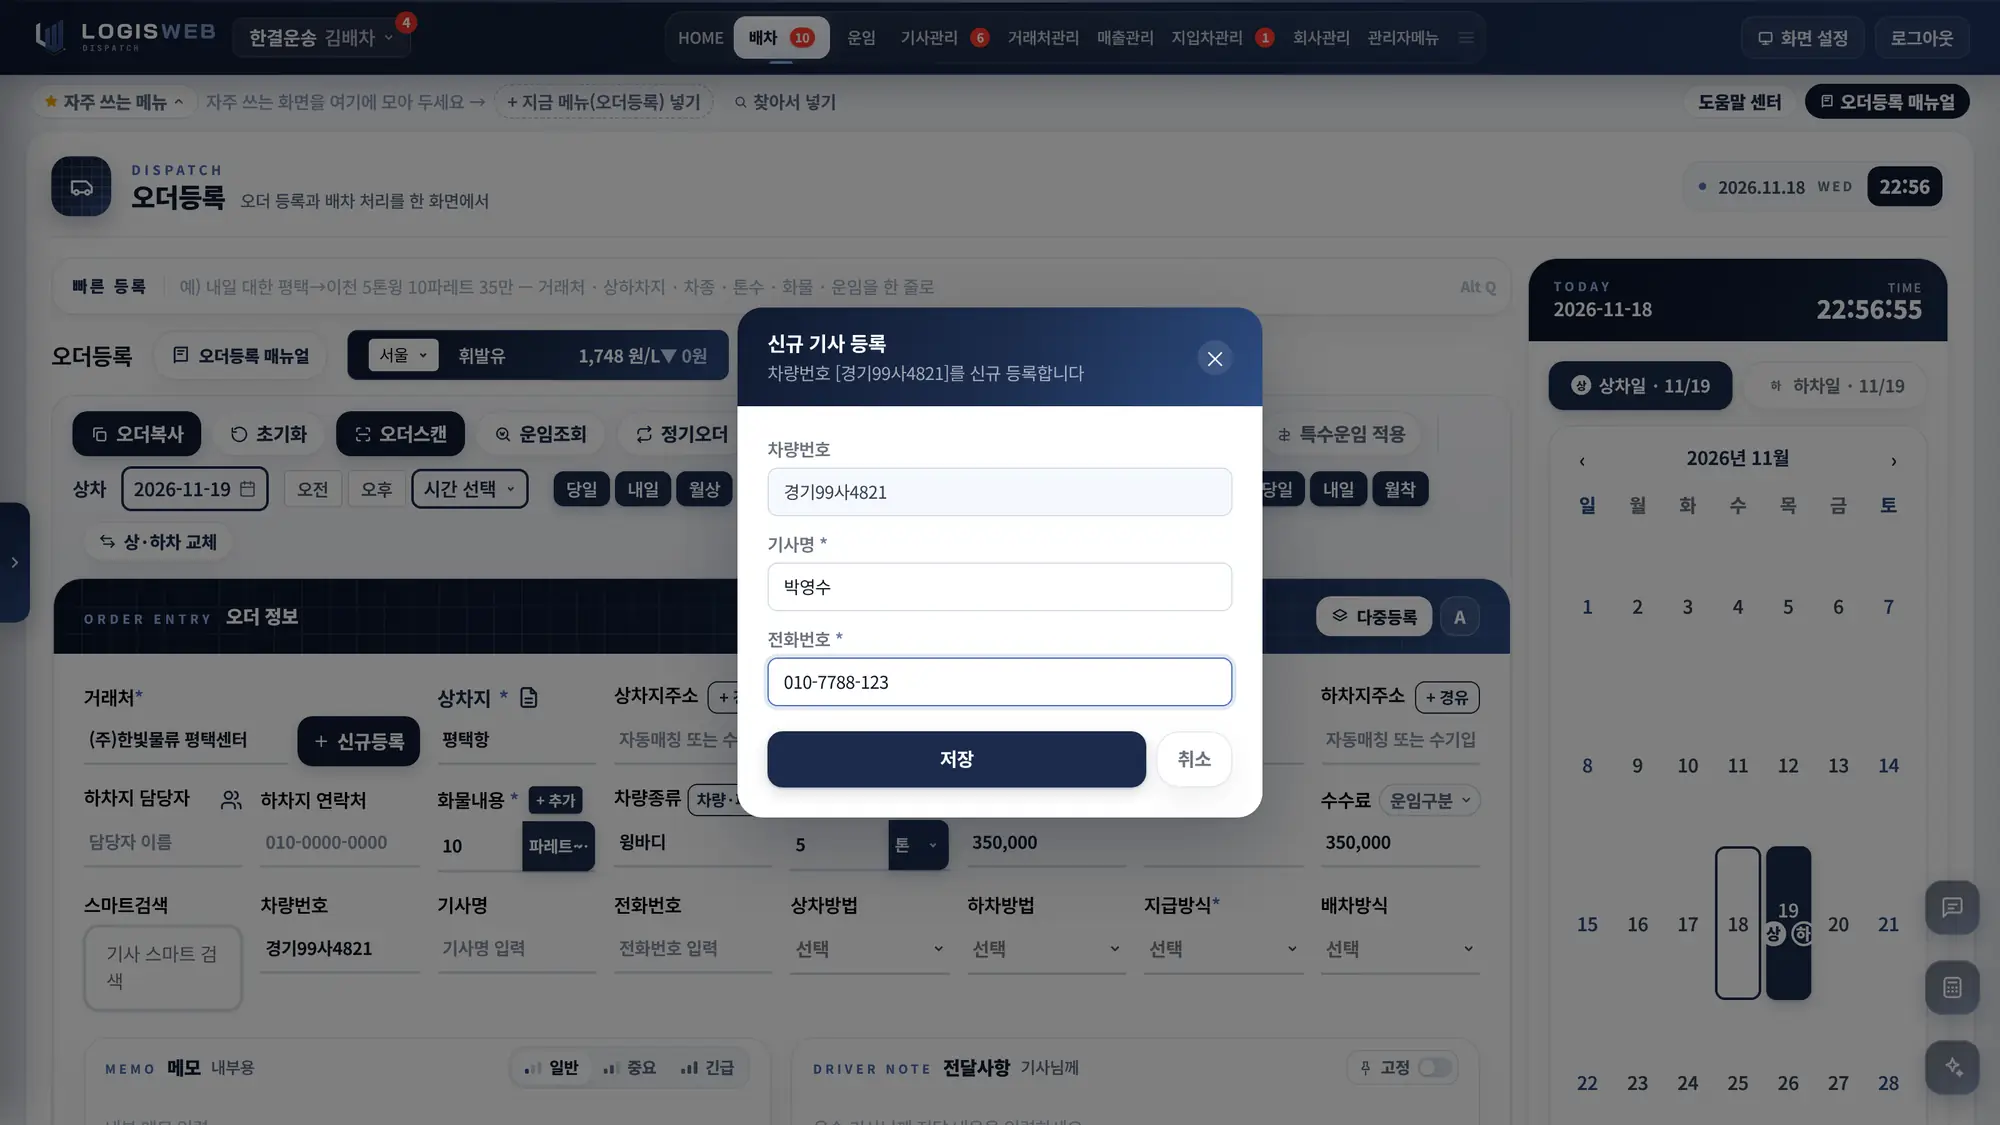 LOGISWEB
DISPATCH
한결운송 김배차
4
HOME
배차 10
운임
기사관리 6
거래처관리
매출관리
지입차관리 1
회사관리
관리자메뉴
화면 설정
로그아웃
자주 쓰는 메뉴
자주 쓰는 화면을 여기에 모아 두세요 →
+ 지금 메뉴(오더등록) 넣기
찾아서 넣기
도움말 센터
오더등록 매뉴얼
DISPATCH
오더등록 오더 등록과 배차 처리를 한 화면에서
2026.11.18 WED 22:56
빠른 등록
예) 내일 대한 평택→이천 5톤윙 10파레트 35만 — 거래처 · 상하차지 · 차종 · 톤수 · 화물 · 운임을 한 줄로
Alt Q
오더등록
오더등록 매뉴얼
서울
휘발유
1,748 원/L▼ 0원
오더복사
초기화
오더스캔
운임조회
정기오더
특수운임 적용
상차
2026-11-19
오전
오후
시간 선택
당일
내일
월상
당일
내일
월착
상·하차 교체
신규 기사 등록
차량번호 [경기99사4821]를 신규 등록합니다
차량번호
경기99사4821
기사명 *
박영수
전화번호 *
010-7788-123
저장
취소
ORDER ENTRY 오더 정보
다중등록
A
거래처*
(주)한빛물류 평택센터
+ 신규등록
상차지 *
평택항
상차지주소
자동매칭 또는 수
하차지주소
+ 경유
자동매칭 또는 수기입
하차지 담당자
담당자 이름
하차지 연락처
010-0000-0000
화물내용 *
+ 추가
10
파레트
차량종류
차량·
윙바디
5
톤
350,000
수수료
운임구분
350,000
스마트검색
기사 스마트 검
색
차량번호
경기99사4821
기사명
기사명 입력
전화번호
전화번호 입력
상차방법
선택
하차방법
선택
지급방식*
선택
배차방식
선택
MEMO 메모 내부용
일반
중요
긴급
DRIVER NOTE 전달사항 기사님께
고정
TODAY
2026-11-18
TIME
22:56:55
상 상차일 · 11/19
하 하차일 · 11/19
‹ 2026년 11월 ›
일 월 화 수 목 금 토
1 2 3 4 5 6 7
8 9 10 11 12 13 14
15 16 17 18 19 20 21
상 하
22 23 24 25 26 27 28